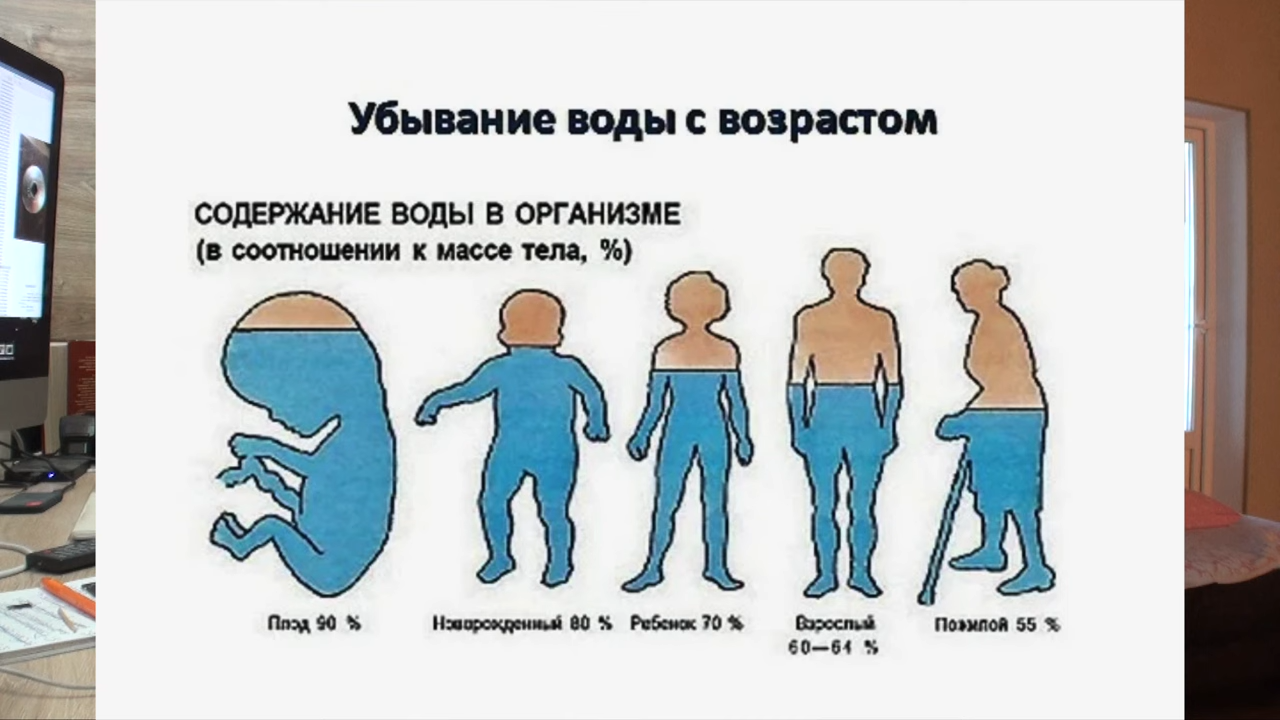 Убывание воды с возрастом
СОДЕРЖАНИЕ ВОДЫ В ОРГАНИЗМЕ
(в соотношении к массе тела, %)
Плод 90 %
Новорожденный 80 %
Ребенок 70 %
Взрослый
60—64 %
Пожилой 55 %